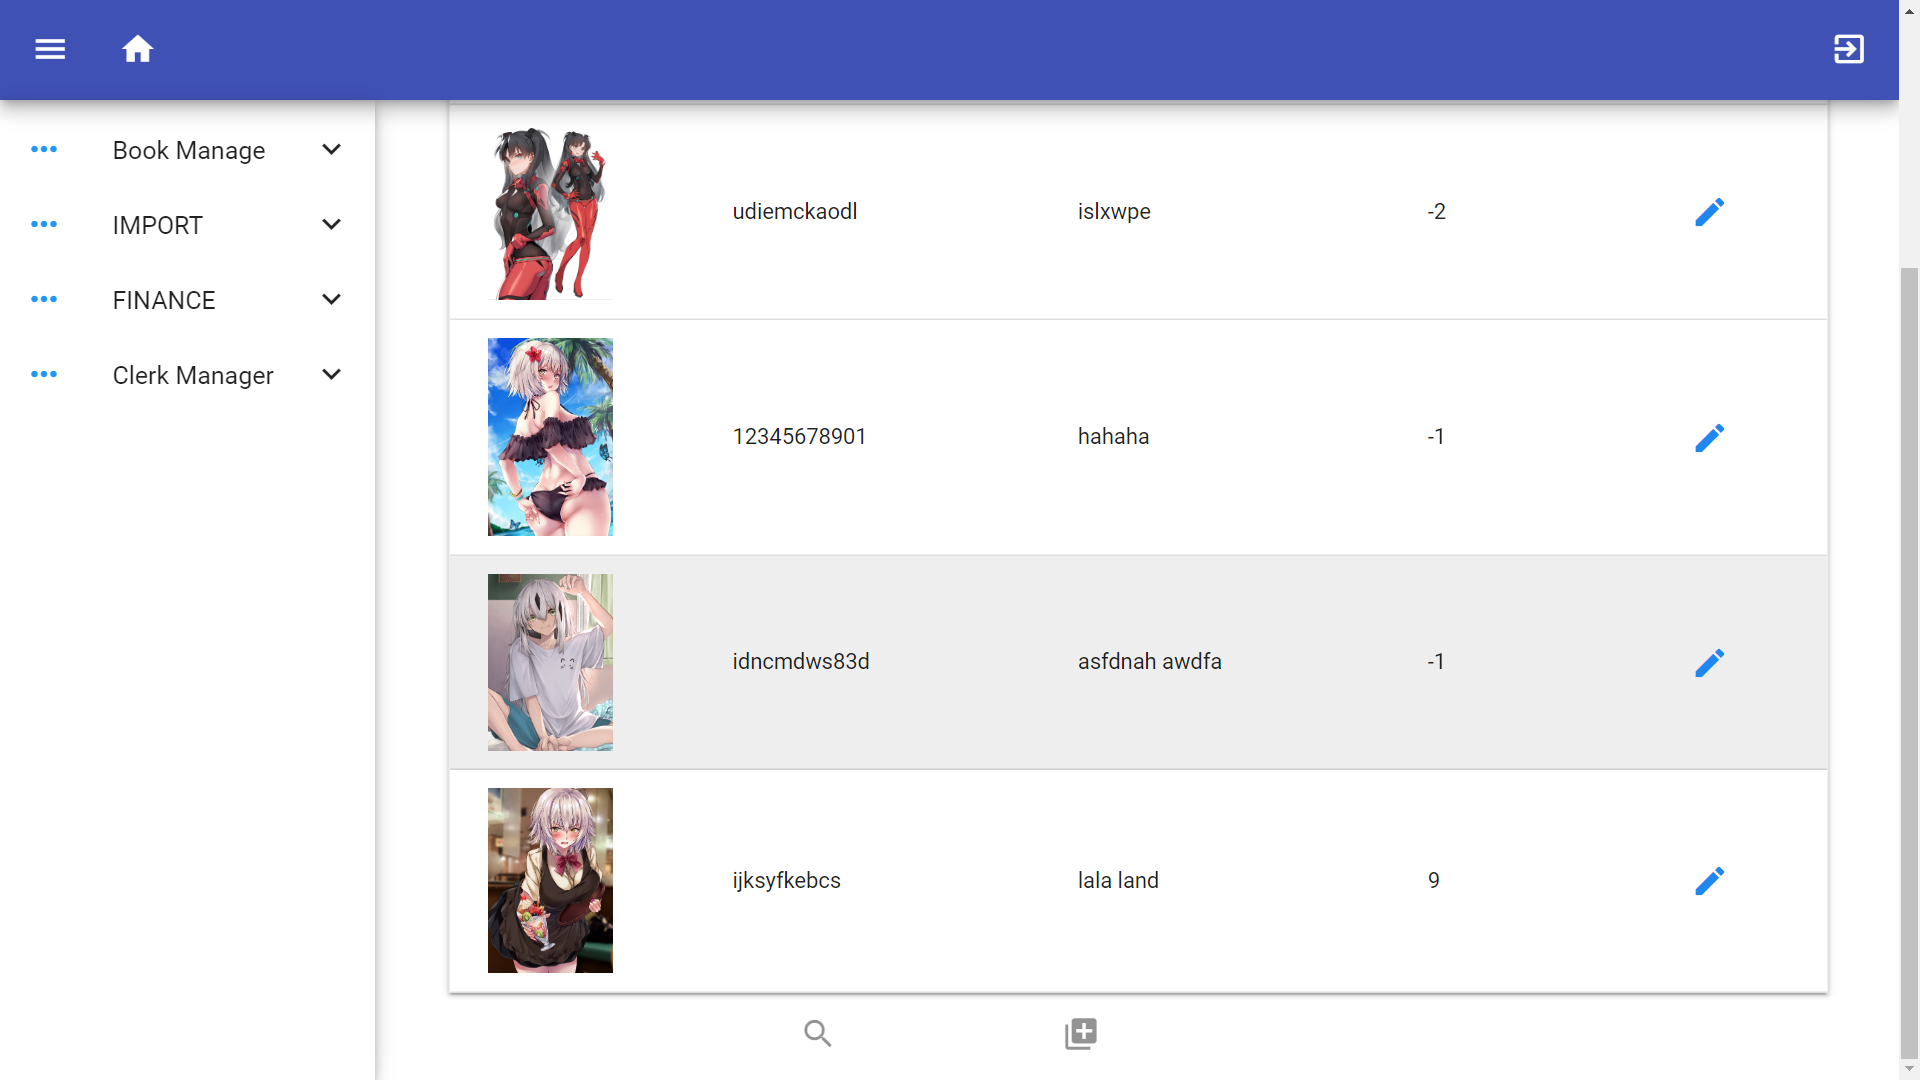 Book Manage
IMPORT
FINANCE
Clerk Manager
udiemckaodl islxwpe -2
12345678901 hahaha -1
idncmdws83d asfdnah awdfa -1
ijksyfkebcs lala land 9